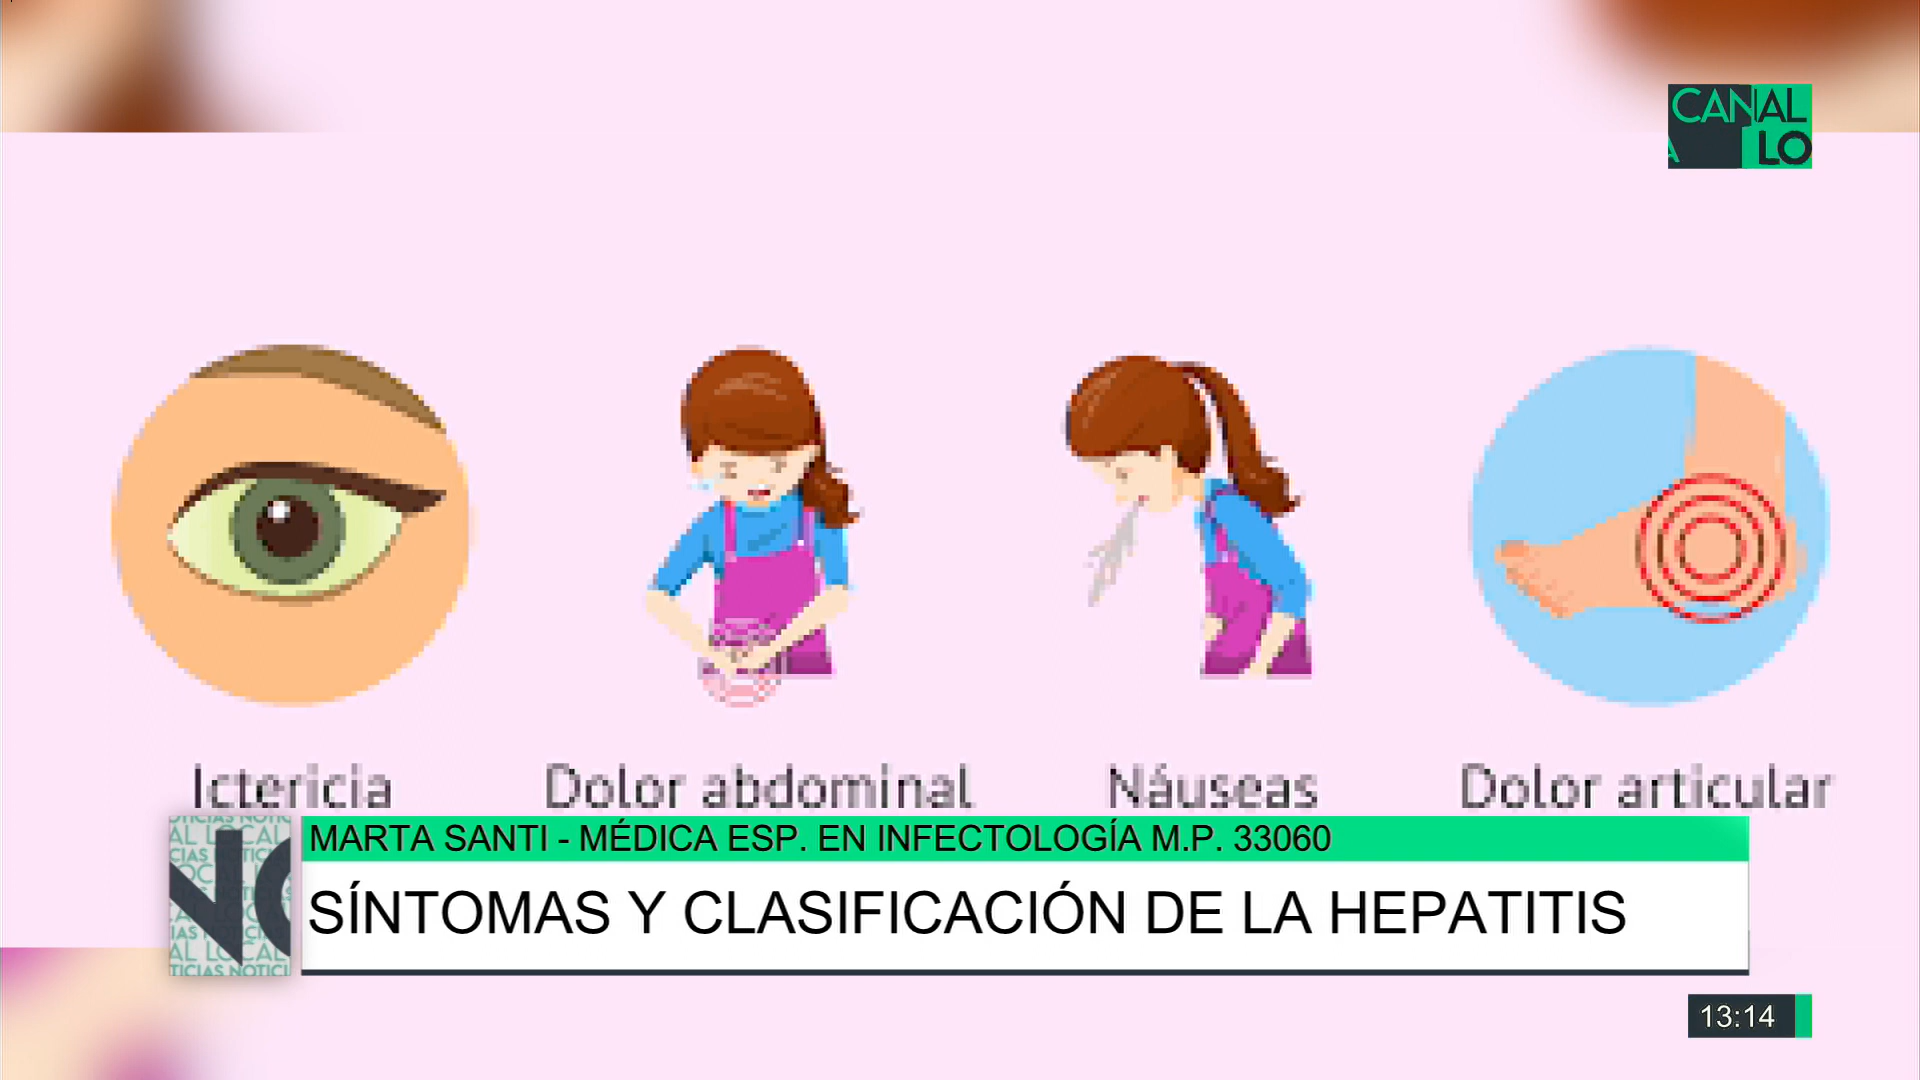 CANAL
LO
Ictericia
Dolor abdominal
Náuseas
Dolor articular
MARTA SANTI - MÉDICA ESP. EN INFECTOLOGÍA M.P. 33060
SÍNTOMAS Y CLASIFICACIÓN DE LA HEPATITIS
13:14